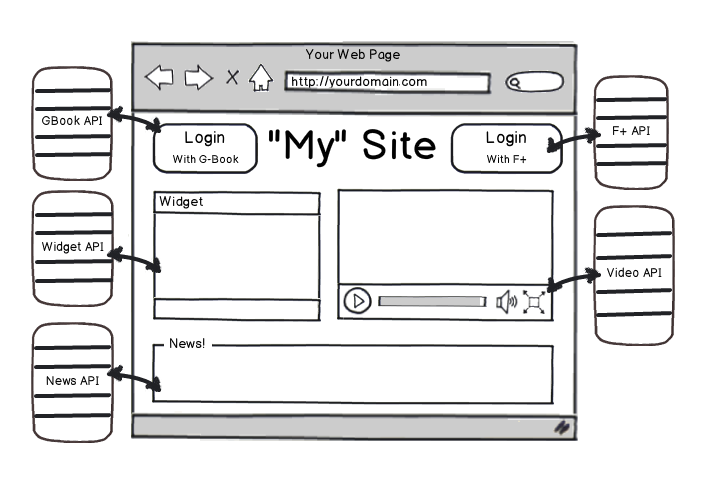 Your Web Page
http://yourdomain.com
GBook API
Login
With G-Book
"My" Site
Login
With F+
F+ API
Widget API
Widget
Video API
News API
News!